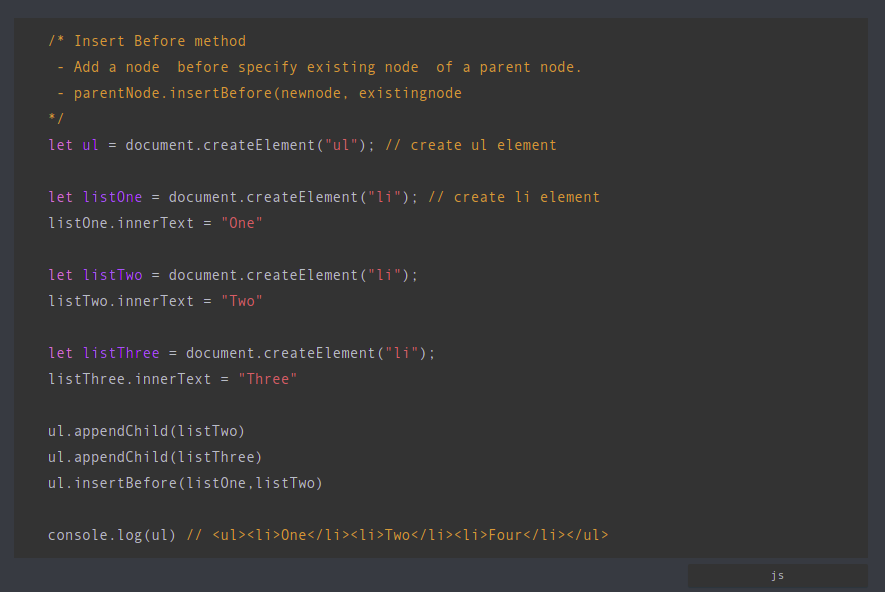 /* Insert Before method
- Add a node  before specify existing node  of a parent node.
- parentNode.insertBefore(newnode, existingnode
*/
let ul = document.createElement("ul"); // create ul element
let listOne = document.createElement("li"); // create li element
listOne.innerText = "One"
let listTwo = document.createElement("li");
listTwo.innerText = "Two"
let listThree = document.createElement("li");
listThree.innerText = "Three"
ul.appendChild(listTwo)
ul.appendChild(listThree)
ul.insertBefore(listOne,listTwo)
console.log(ul) // <ul><li>One</li><li>Two</li><li>Four</li></ul>
js